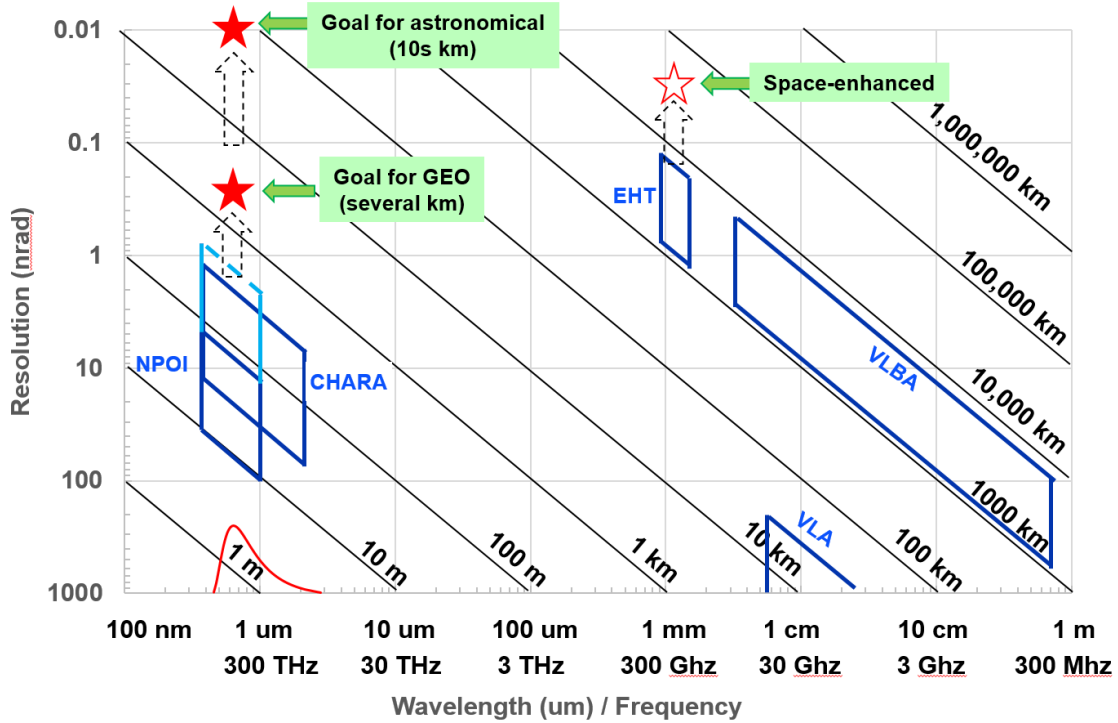 Goal for astronomical
(10s km)
Space-enhanced
Goal for GEO
(several km)
Resolution (nrad)
0.01
0.1
1
10
100
1000
EHT
NPOI
CHARA
VLBA
VLA
1,000,000 km
100,000 km
10,000 km
1000 km
100 km
10 km
1 km
100 m
10 m
1 m
100 nm
1 um
10 um
100 um
1 mm
1 cm
10 cm
1 m
300 THz
30 THz
3 THz
300 Ghz
30 Ghz
3 Ghz
300 Mhz
Wavelength (um) / Frequency